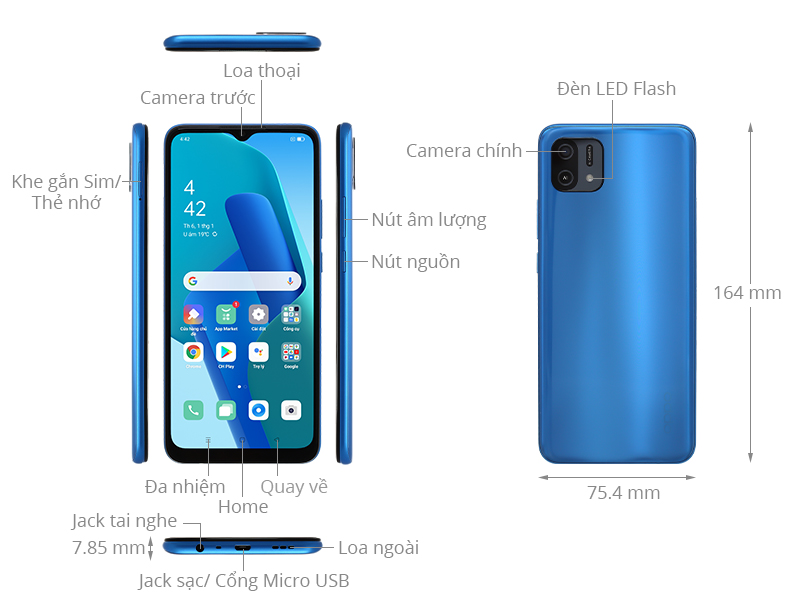 Loa thoại
Camera trước
Đèn LED Flash
Camera chính
Khe gắn Sim/
Thẻ nhớ
4:42
4
42
Th 6, 1 thg 1
U ám 19°C
Nút âm lượng
Nút nguồn
G
1
App Market
Cài đặt
Công cụ
CH Play
Trợ lý
Google
AI
164 mm
75.4 mm
Đa nhiệm
Home
Quay về
Jack tai nghe
7.85 mm
Loa ngoài
Jack sạc/ Cổng Micro USB